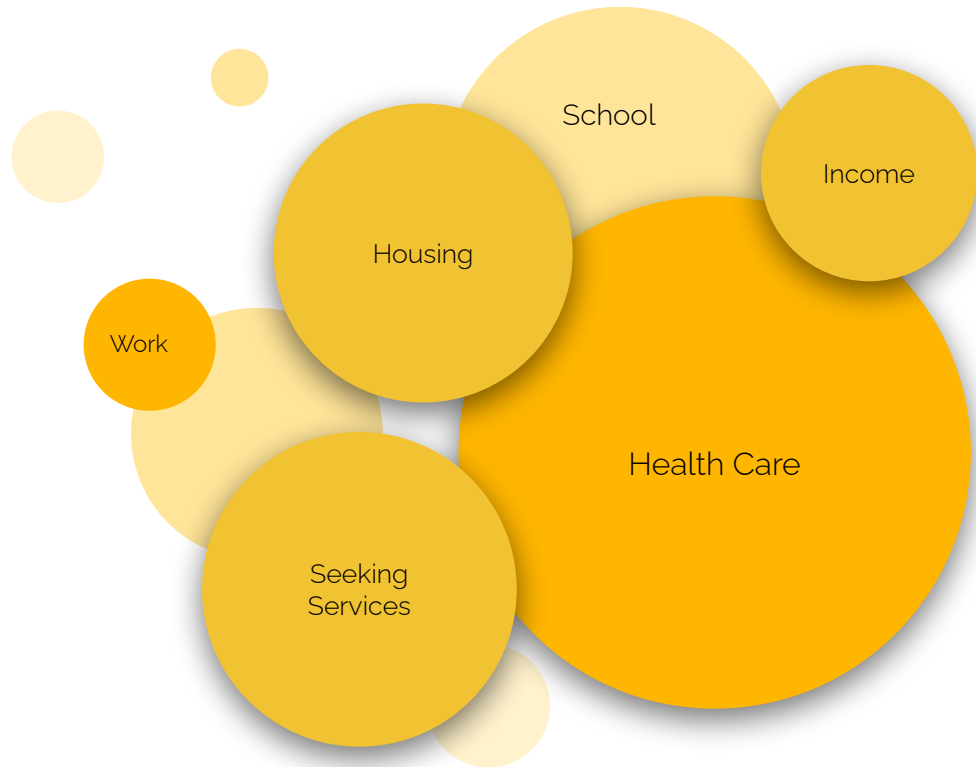 School
Income
Housing
Work
Health Care
Seeking
Services